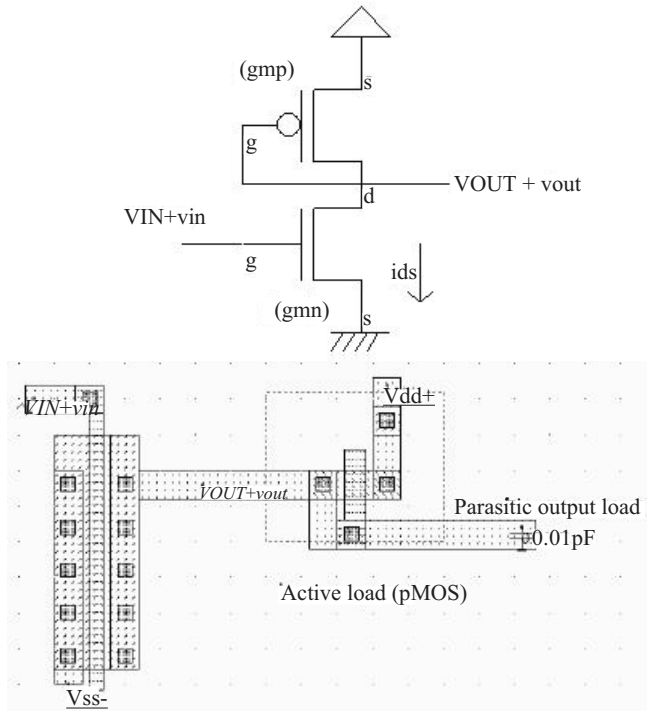 (gmp)
s
g
VOUT + vout
d
VIN+vin
g
ids
(gmn)
s
VIN+vin
Vdd+
VOUT+vout
Parasitic output load
0.01pF
Active load (pMOS)
Vss-